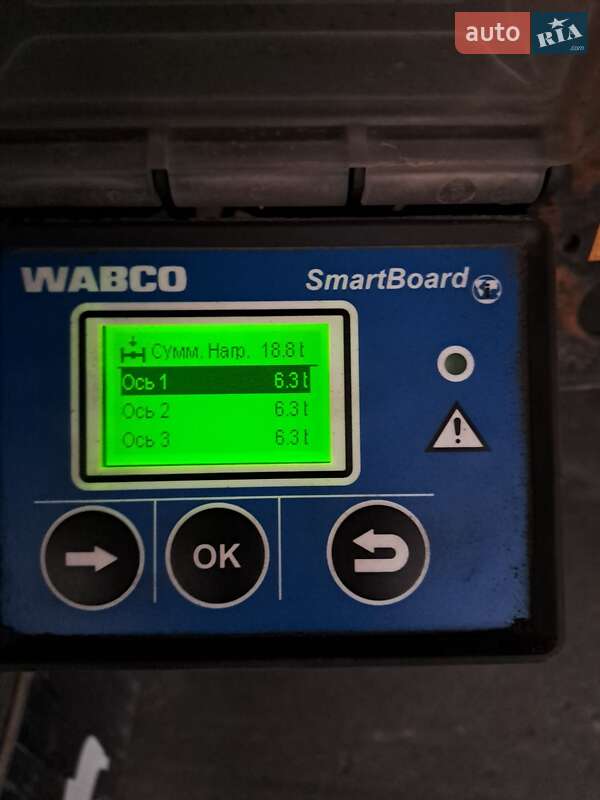 auto RIA .com
WABCO
SmartBoard
Сумм. Нагр. 18.8 t
Ось 1 6.3 t
Ось 2 6.3 t
Ось 3 6.3 t
OK